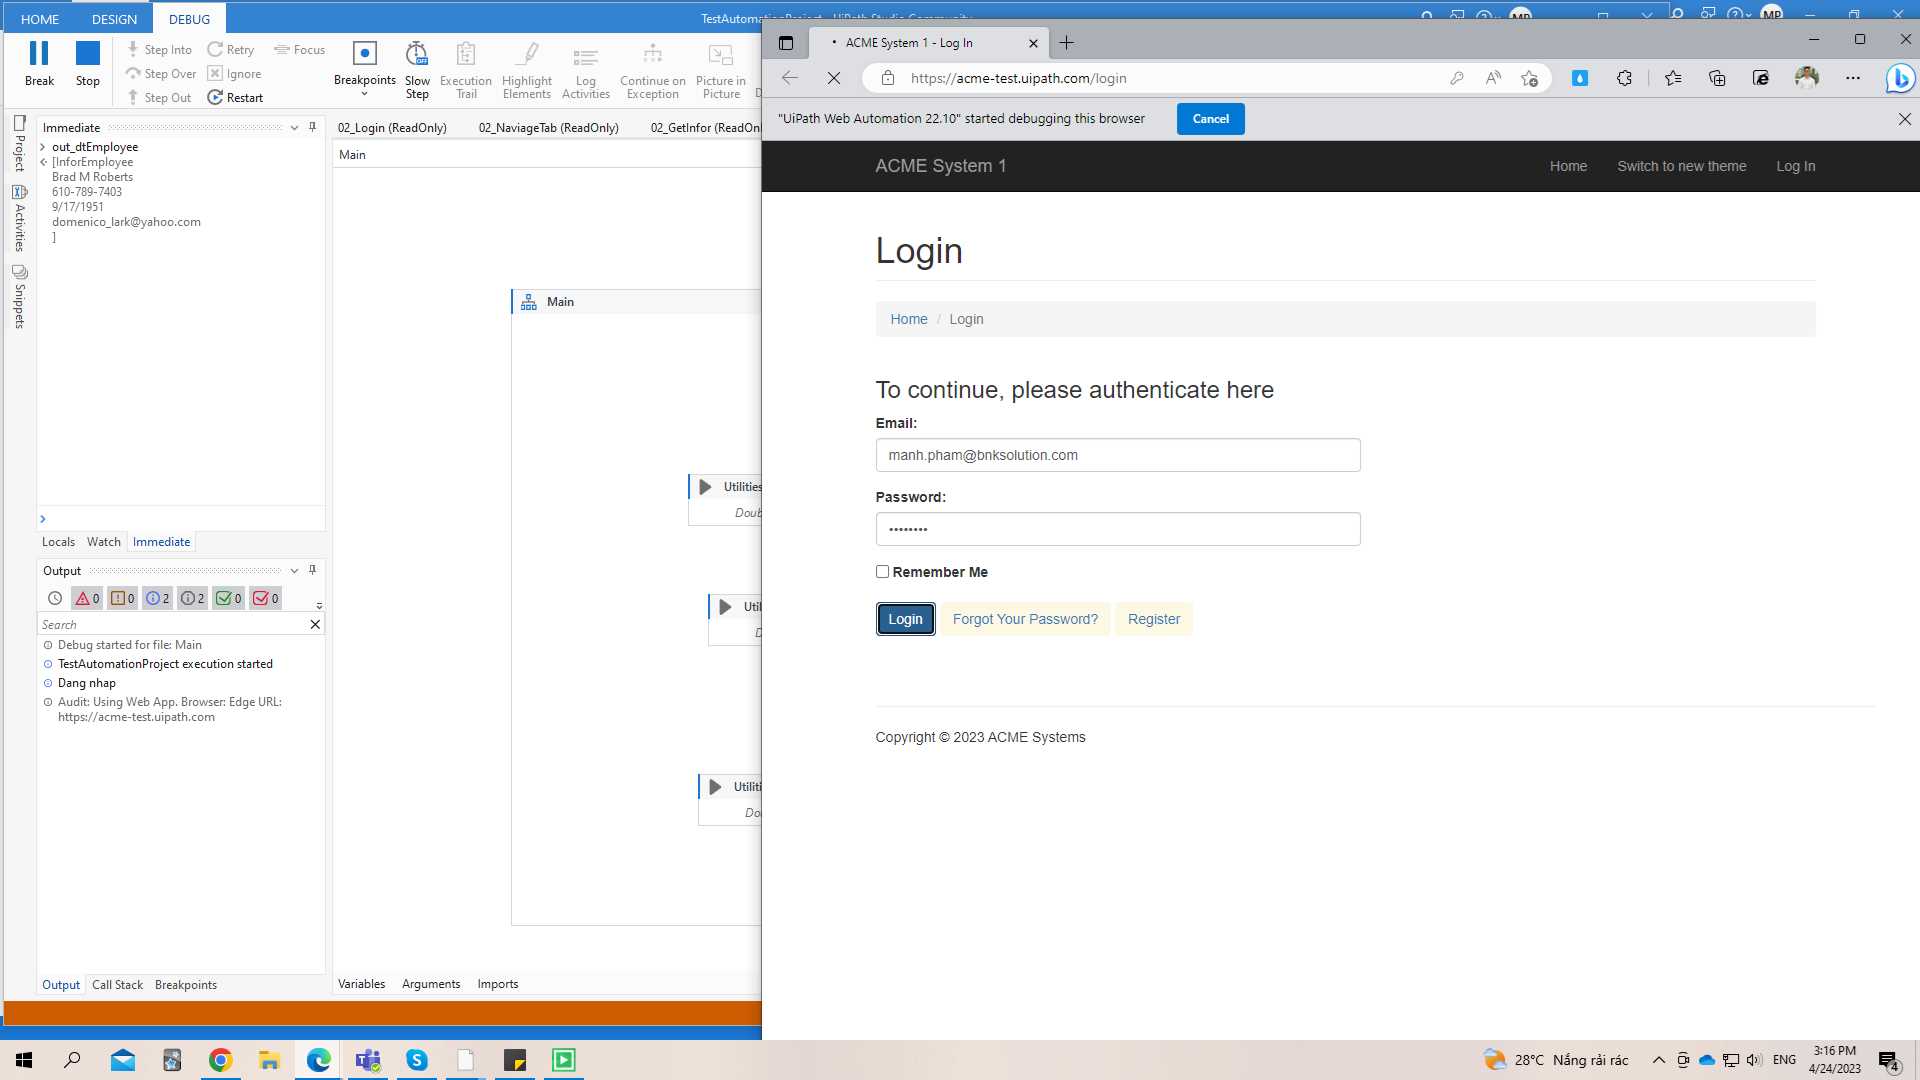 HOME DESIGN DEBUG
TestAutomationProject - UiPath Studio Community
MP
MP
Break
Stop
Step Into
Step Over
Step Out
Retry
Ignore
Restart
Focus
Breakpoints
Slow Step
Execution Trail
Highlight Elements
Log Activities
Continue on Exception
Picture in Picture
Project
Activities
Snippets
Immediate
out_dtEmployee
[InforEmployee
Brad M Roberts
610-789-7403
9/17/1951
domenico_lark@yahoo.com
]
Locals Watch Immediate
Output
0 0 2 2 0 0
Search
Debug started for file: Main
TestAutomationProject execution started
Dang nhap
Audit: Using Web App. Browser: Edge URL:
https://acme-test.uipath.com
Output Call Stack Breakpoints
02_Login (ReadOnly) 02_NaviageTab (ReadOnly) 02_GetInfor (ReadOnl
Main
Main
Utilities
Doub
Util
D
Utiliti
Do
Variables Arguments Imports
ACME System 1 - Log In
https://acme-test.uipath.com/login
"UiPath Web Automation 22.10" started debugging this browser
Cancel
ACME System 1
Home Switch to new theme Log In
Login
Home / Login
To continue, please authenticate here
Email:
manh.pham@bnksolution.com
Password:
••••••••
Remember Me
Login Forgot Your Password? Register
Copyright © 2023 ACME Systems
28°C Nắng rải rác
ENG
3:16 PM
4/24/2023
4